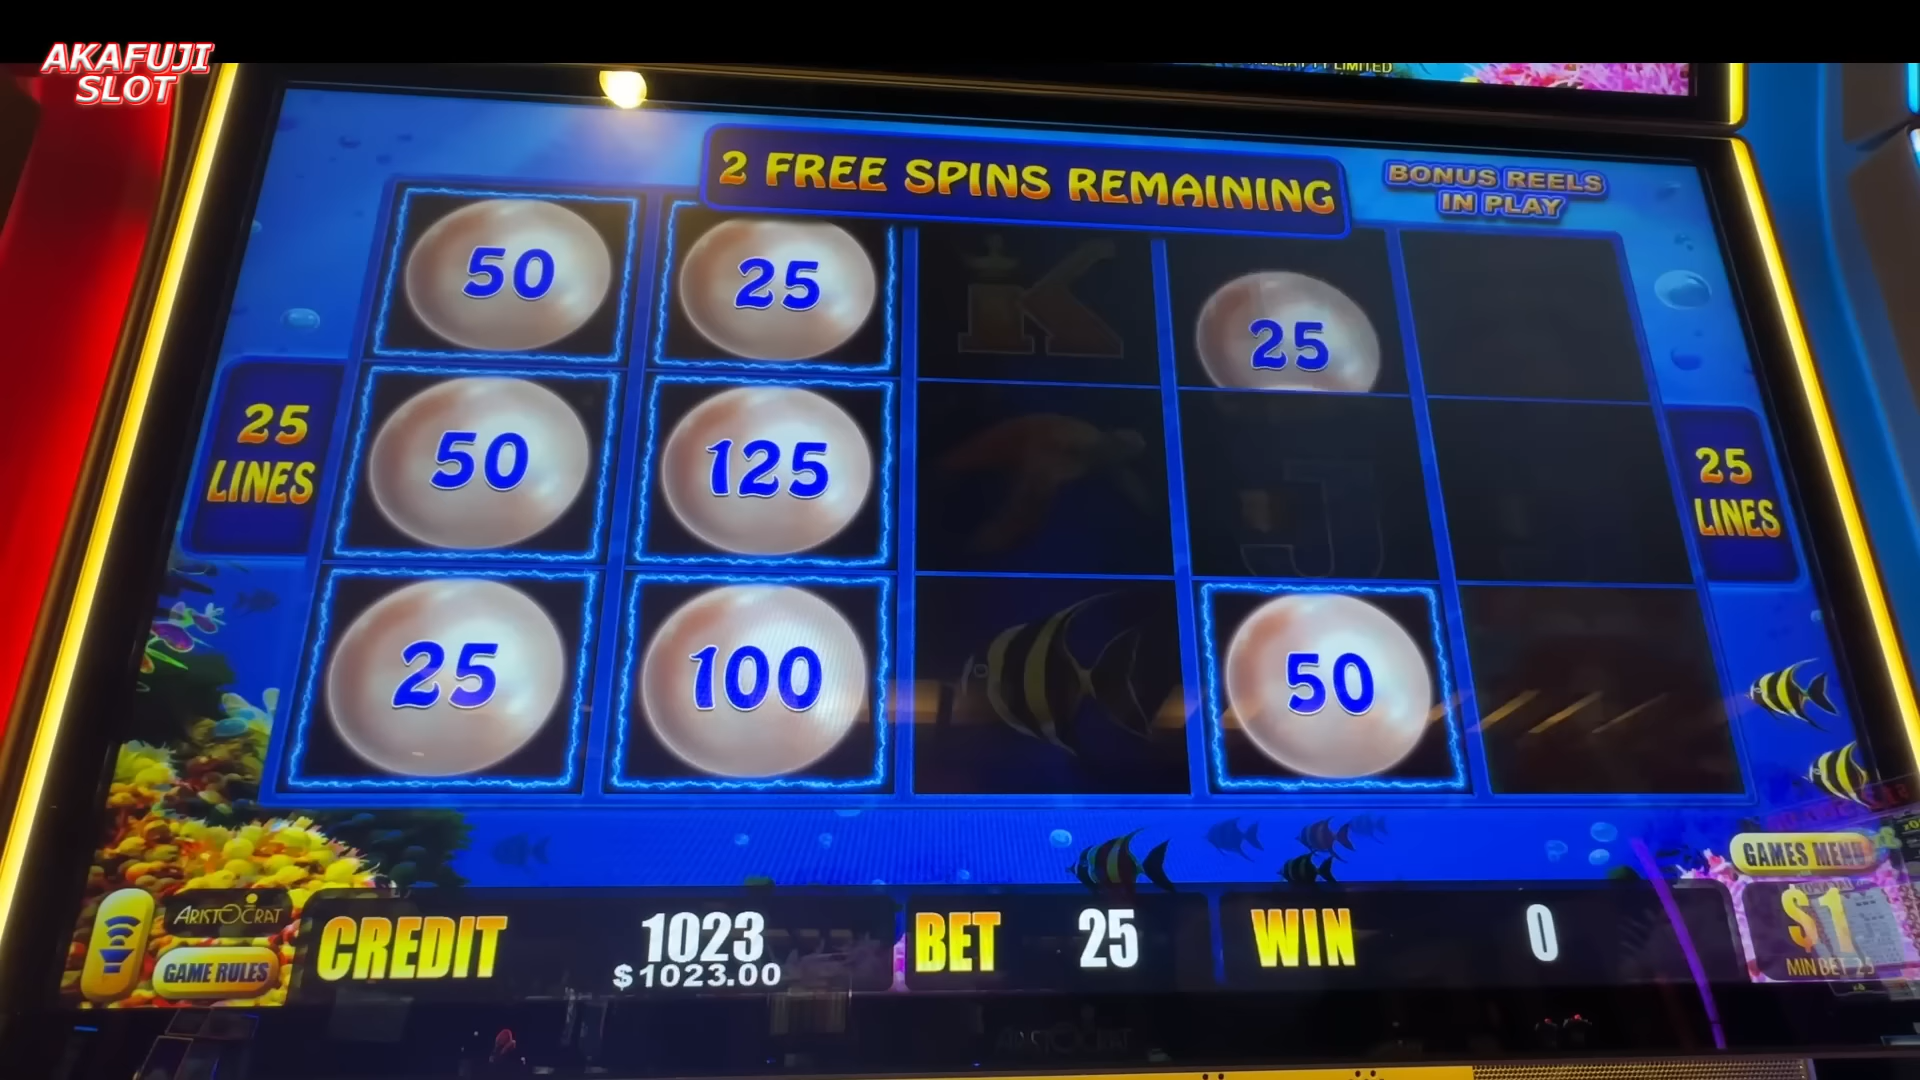 AKAFUJI
SLOT
LIMITED
2 FREE SPINS REMAINING
BONUS REELS
IN PLAY
50
25
K
25
25
LINES
50
125
J
25
LINES
25
100
50
GAMES MENU
ARISTOCRAT
GAME RULES
CREDIT
1023
$1023.00
BET
25
WIN
0
$1
MIN BET 25